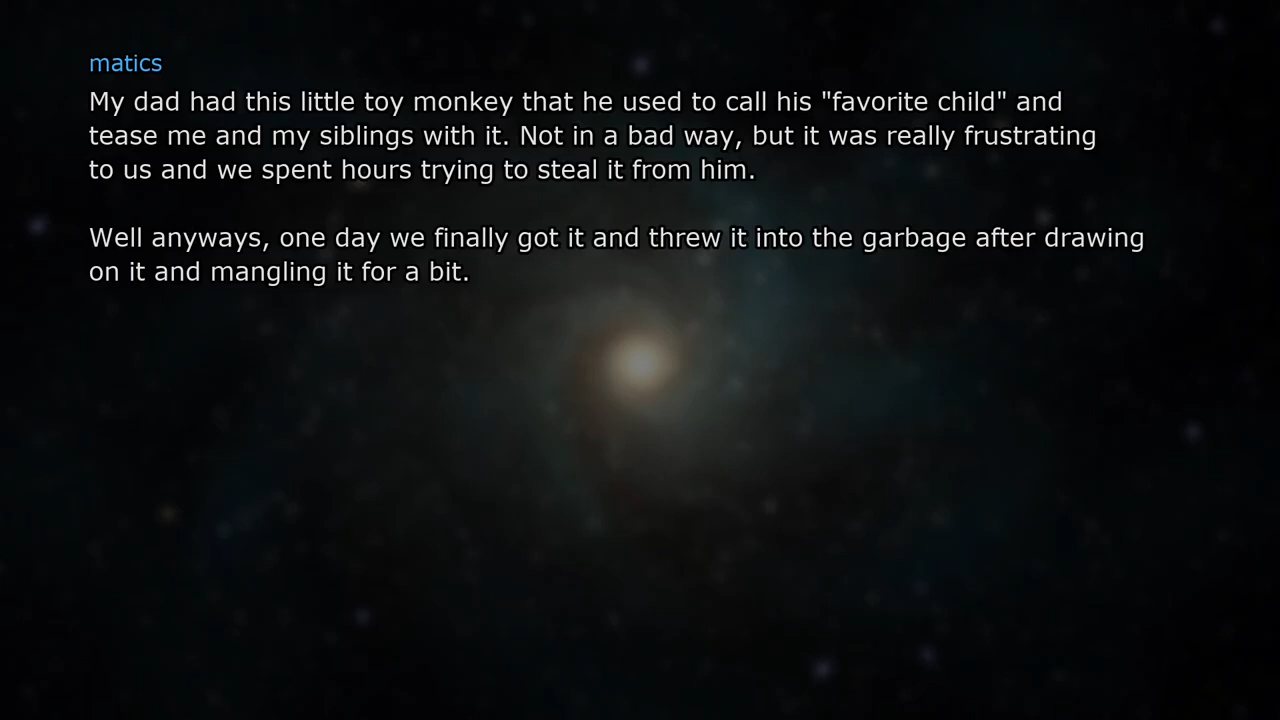 matics
My dad had this little toy monkey that he used to call his "favorite child" and
tease me and my siblings with it. Not in a bad way, but it was really frustrating
to us and we spent hours trying to steal it from him.
Well anyways, one day we finally got it and threw it into the garbage after drawing
on it and mangling it for a bit.